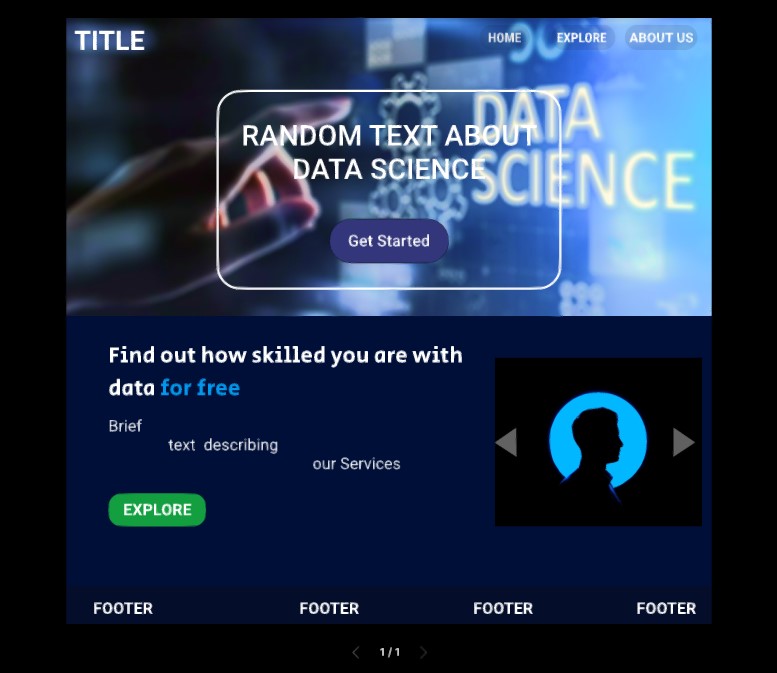 TITLE
HOME EXPLORE ABOUT US
DATA
SCIENCE
RANDOM TEXT ABOUT
DATA SCIENCE
Get Started
Find out how skilled you are with
data for free
Brief
text describing
our Services
EXPLORE
FOOTER FOOTER FOOTER FOOTER
1 / 1